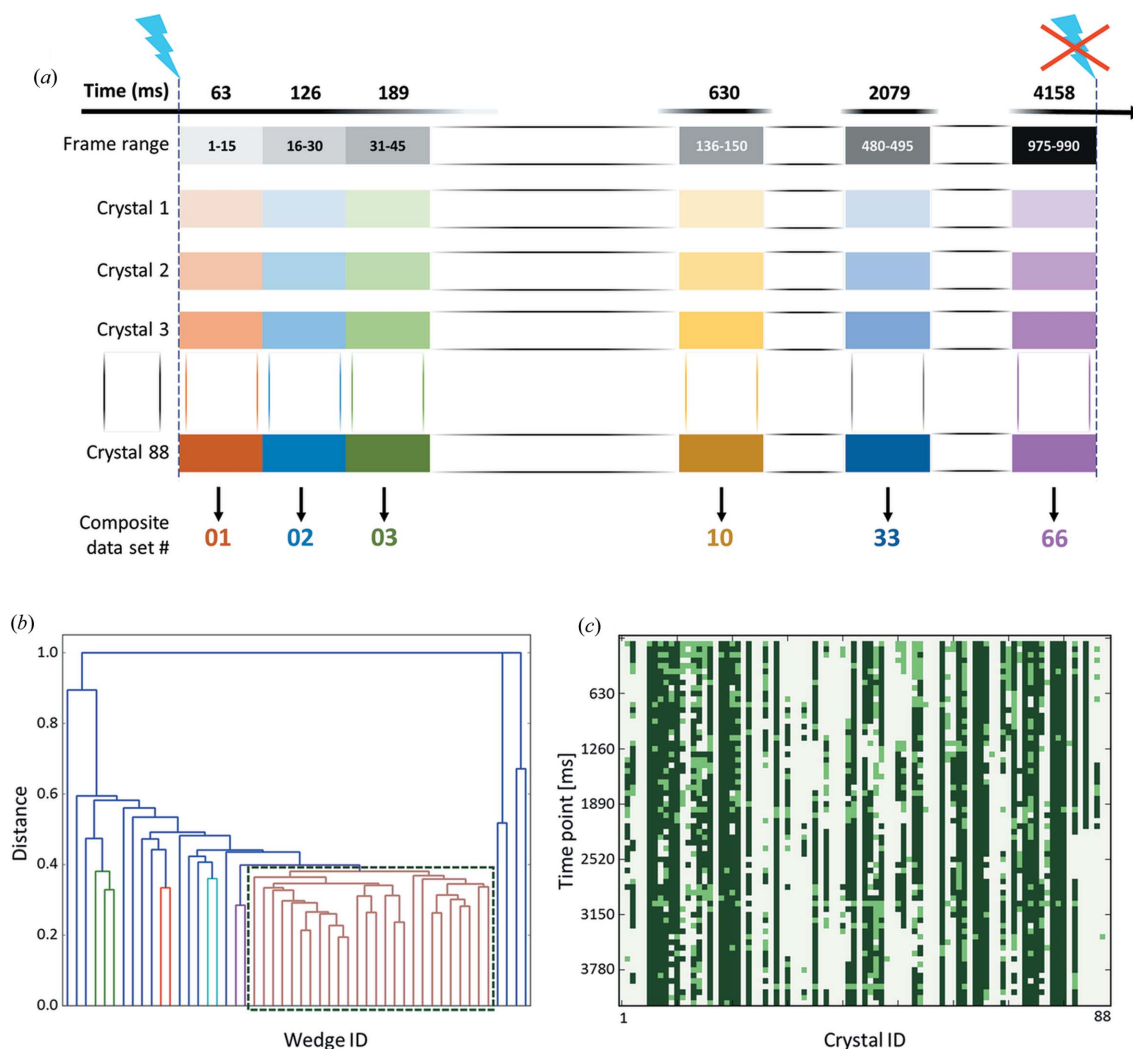 (a)
Time (ms) 63 126 189 630 2079 4158
Frame range 1-15 16-30 31-45 136-150 480-495 975-990
Crystal 1
Crystal 2
Crystal 3
Crystal 88
Composite
data set # 01 02 03 10 33 66
(b)
1.0
0.8
0.6
0.4
0.2
0.0
Distance
Wedge ID
(c)
630
1260
1890
2520
3150
3780
Time point [ms]
1 88
Crystal ID